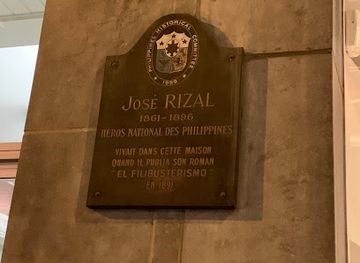 PHILIPPINES HISTORICAL COMMITTEE
1959
JOSÉ RIZAL
1861-1896
HÉROS NATIONAL DES PHILIPPINES
VIVAIT DANS CETTE MAISON
QUAND IL PUBLIA SON ROMAN
"EL FILIBUSTERISMO"
EN 1891